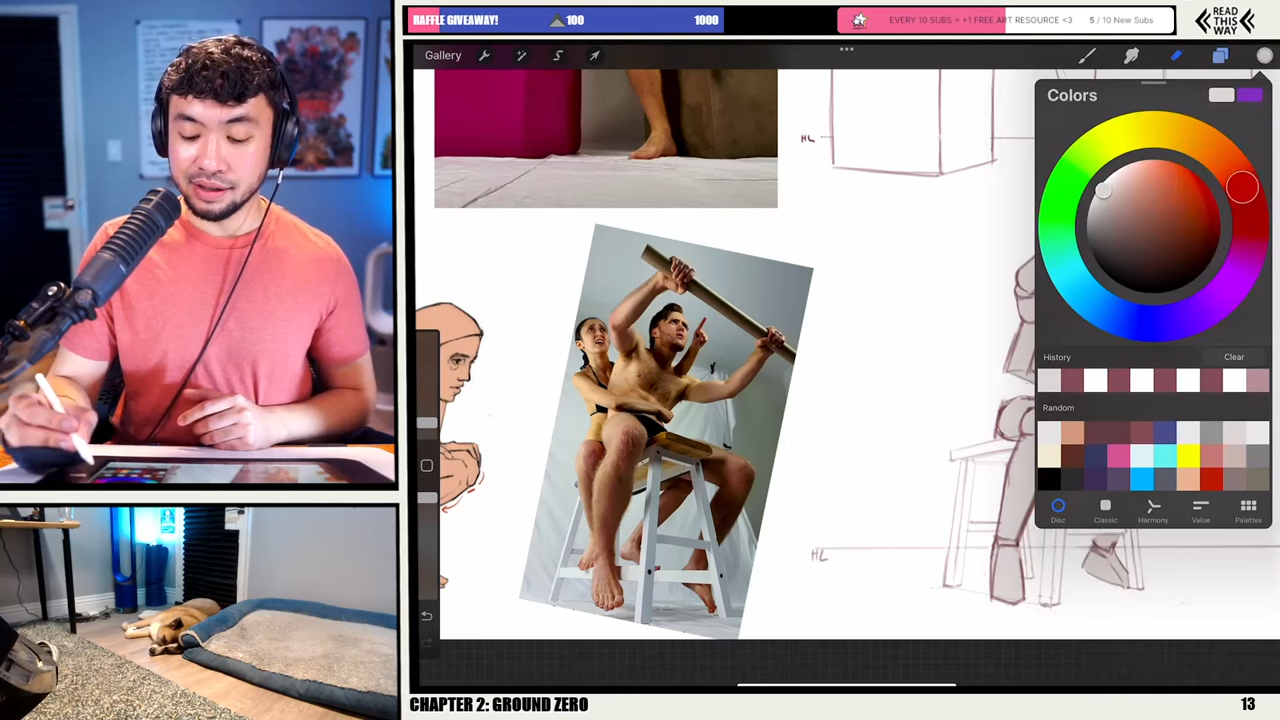 RAFFLE GIVEAWAY!
100
1000
EVERY 10 SUBS = +1 FREE ART RESOURCE <3
5 / 10 New Subs
READ
THIS
WAY
Gallery
Colors
HL
History
Clear
Random
Disc
Classic
Harmony
Value
Palettes
HL
CHAPTER 2: GROUND ZERO
13